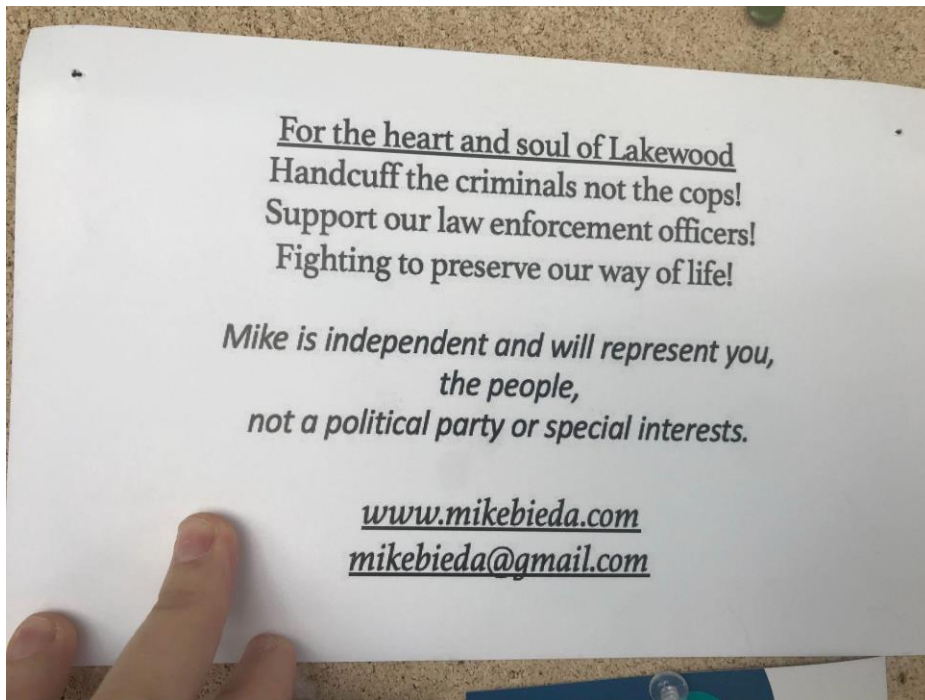 For the heart and soul of Lakewood
Handcuff the criminals not the cops!
Support our law enforcement officers!
Fighting to preserve our way of life!
Mike is independent and will represent you,
the people,
not a political party or special interests.
www.mikebieda.com
mikebieda@gmail.com